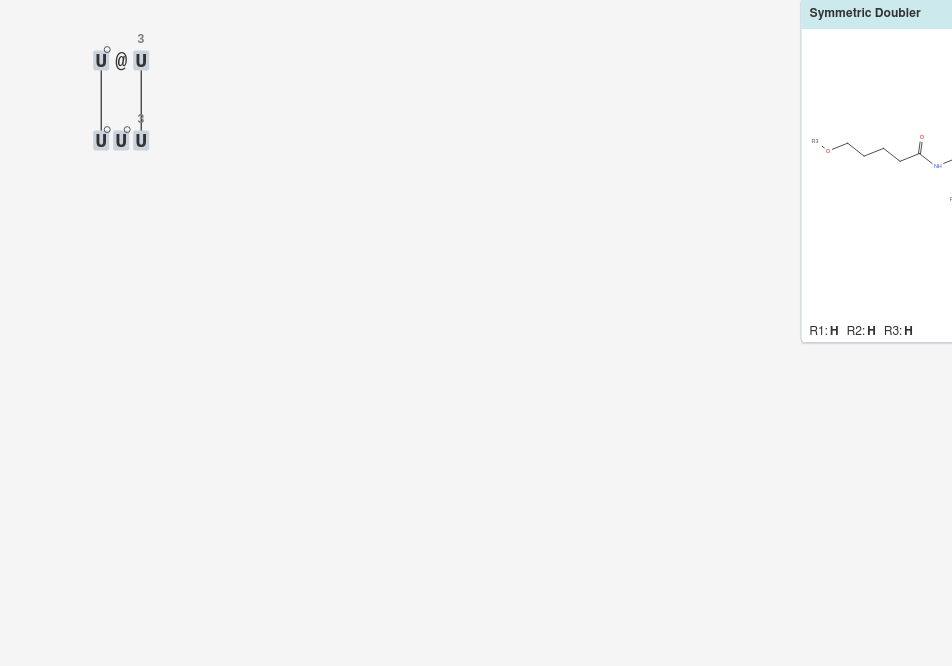 Symmetric Doubler
3
U @ U
3
U U U
R3
O
O
NH
R1: H R2: H R3: H